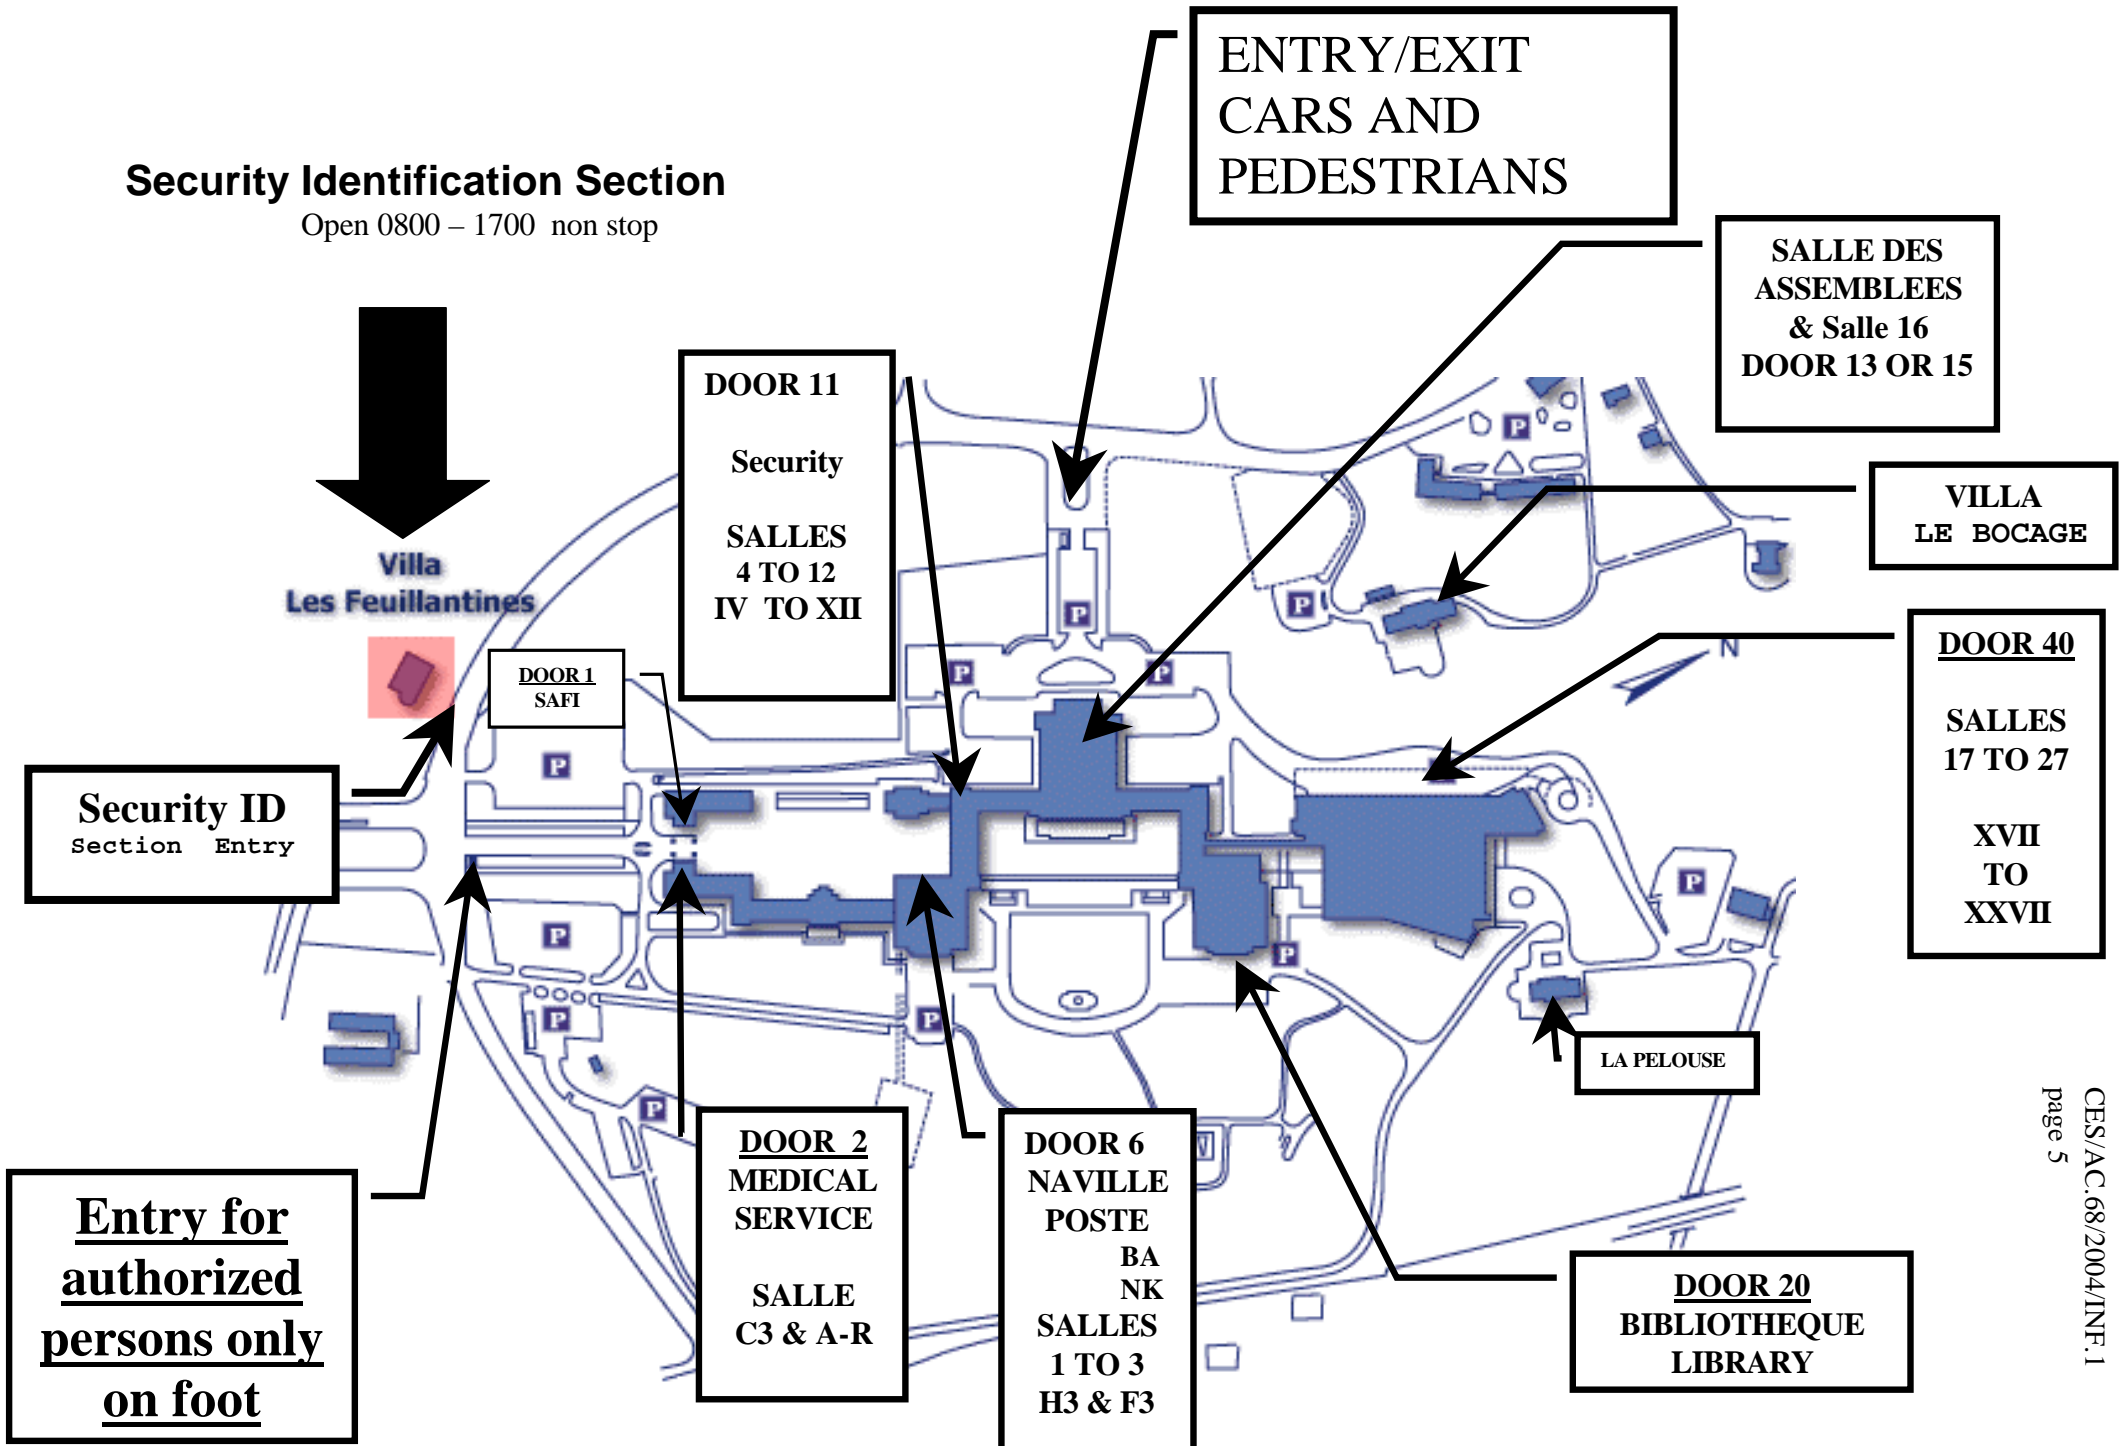 ENTRY/EXIT
CARS AND
PEDESTRIANS
Security Identification Section
Open 0800 – 1700 non stop
SALLE DES
ASSEMBLEES
& Salle 16
DOOR 13 OR 15
DOOR 11
Security
SALLES
4 TO 12
IV TO XII
P
VILLA
LE BOCAGE
Villa
Les Feuillantines
P
P
DOOR 40
SALLES
17 TO 27
XVII
TO
XXVII
N
DOOR 1
SAFI
P
P
P
Security ID
Section Entry
P
P
P
P
P
LA PELOUSE
P
DOOR 2
MEDICAL
SERVICE
SALLE
C3 & A-R
DOOR 6
NAVILLE
POSTE
BA
NK
SALLES
1 TO 3
H3 & F3
Entry for
authorized
persons only
on foot
DOOR 20
BIBLIOTHEQUE
LIBRARY
CES/AC.68/2004/INF.1
page 5